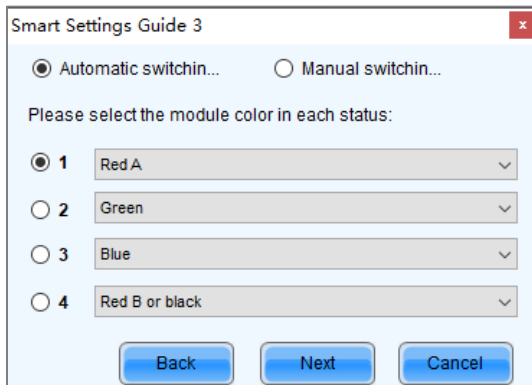 Smart Settings Guide 3
x
Automatic switchin... Manual switchin...
Please select the module color in each status:
1 Red A
2 Green
3 Blue
4 Red B or black
Back Next Cancel